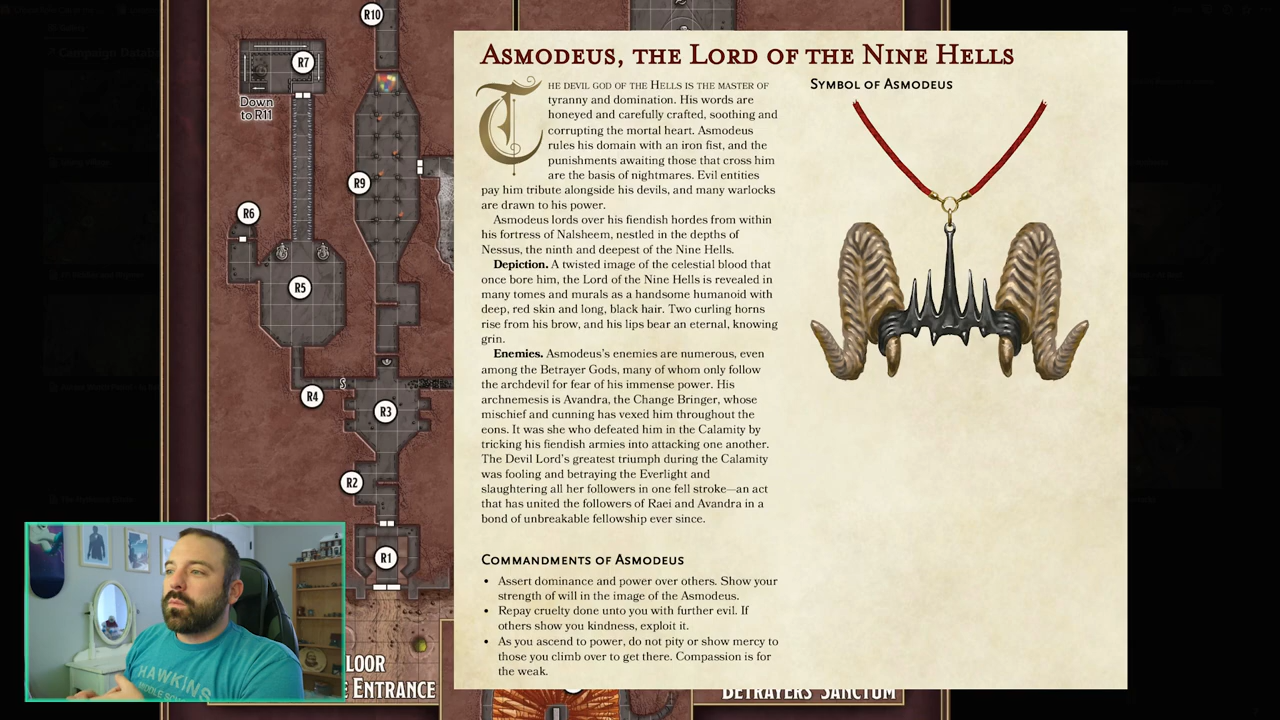 R10
R7
Down
to R11
R9
R6
R5
R4
R3
R2
R1
LOOR
ENTRANCE
BETRAYERS' SANCTUM
ASMODEUS, THE LORD OF THE NINE HELLS
THE DEVIL GOD OF THE HELLS IS THE MASTER OF
tyranny and domination. His words are
honeyed and carefully crafted, soothing and
corrupting the mortal heart. Asmodeus
rules his domain with an iron fist, and the
punishments awaiting those that cross him
are the basis of nightmares. Evil entities
pay him tribute alongside his devils, and many warlocks
are drawn to his power.
Asmodeus lords over his fiendish hordes from within
his fortress of Nalsheem, nestled in the depths of
Nessus, the ninth and deepest of the Nine Hells.
Depiction. A twisted image of the celestial blood that
once bore him, the Lord of the Nine Hells is revealed in
many tomes and murals as a handsome humanoid with
deep, red skin and long, black hair. Two curling horns
rise from his brow, and his lips bear an eternal, knowing
grin.
Enemies. Asmodeus's enemies are numerous, even
among the Betrayer Gods, many of whom only follow
the archdevil for fear of his immense power. His
archnemesis is Avandra, the Change Bringer, whose
mischief and cunning has vexed him throughout the
eons. It was she who defeated him in the Calamity by
tricking his fiendish armies into attacking one another.
The Devil Lord's greatest triumph during the Calamity
was fooling and betraying the Everlight and
slaughtering all her followers in one fell stroke—an act
that has united the followers of Raei and Avandra in a
bond of unbreakable fellowship ever since.
COMMANDMENTS OF ASMODEUS
• Assert dominance and power over others. Show your
strength of will in the image of the Asmodeus.
• Repay cruelty done unto you with further evil. If
others show you kindness, exploit it.
• As you ascend to power, do not pity or show mercy to
those you climb over to get there. Compassion is for
the weak.
SYMBOL OF ASMODEUS
HAWKINS